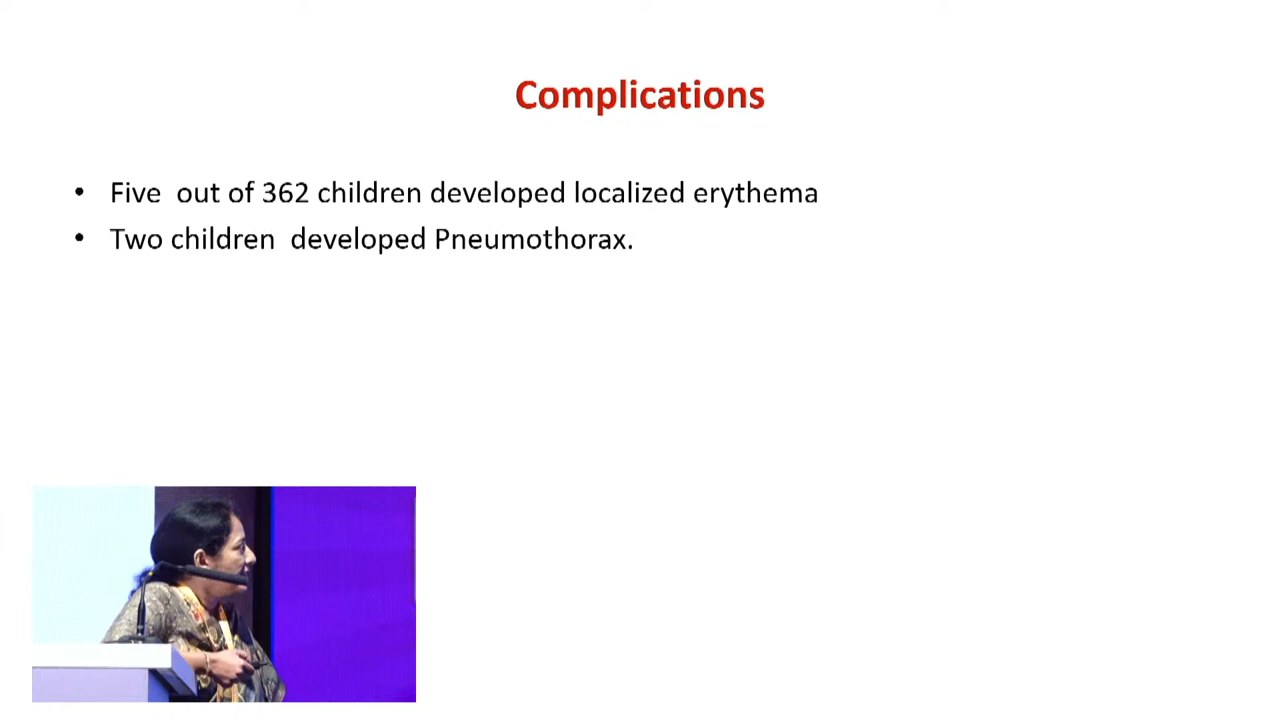 Complications
• Five out of 362 children developed localized erythema
• Two children developed Pneumothorax.